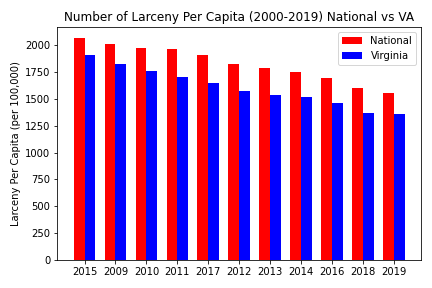 Number of Larceny Per Capita (2000-2019) National vs VA
National
Virginia
Larceny Per Capita (per 100,000)
2000
1750
1500
1250
1000
750
500
250
0
2015 2009 2010 2011 2017 2012 2013 2014 2016 2018 2019